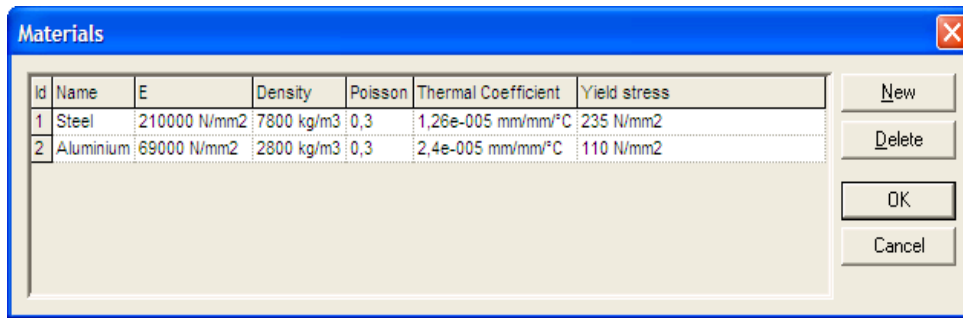 Materials
Id Name E Density Poisson Thermal Coefficient Yield stress
1 Steel 210000 N/mm2 7800 kg/m3 0,3 1,26e-005 mm/mm/°C 235 N/mm2
2 Aluminium 69000 N/mm2 2800 kg/m3 0,3 2,4e-005 mm/mm/°C 110 N/mm2
New
Delete
OK
Cancel